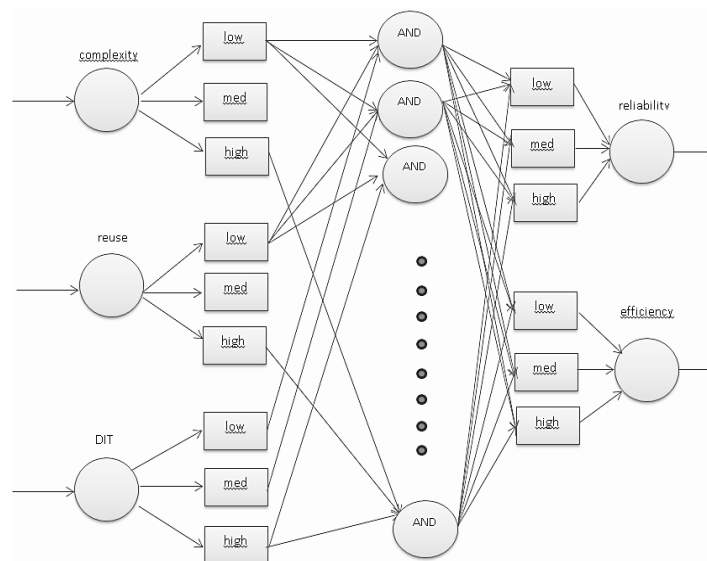 complexity
low
med
high
reuse
low
med
high
DIT
low
med
high
AND
AND
AND
AND
low
med
high
reliability
low
med
high
efficiency